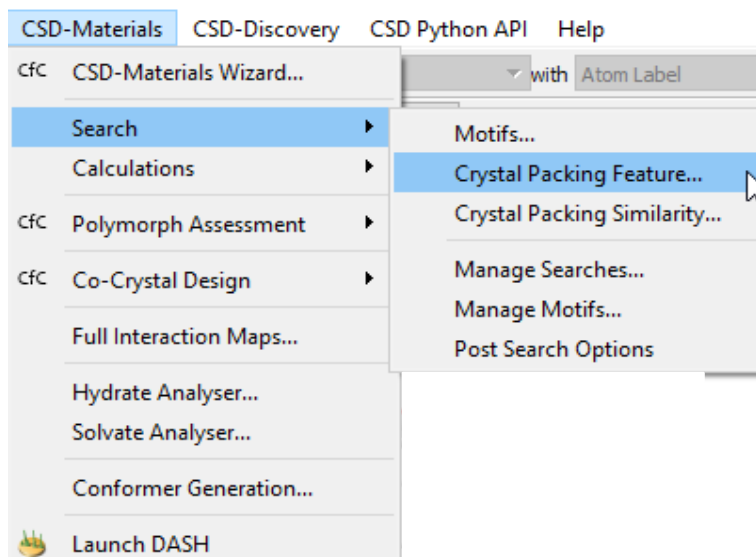 CSD-Materials CSD-Discovery CSD Python API Help
CfC CSD-Materials Wizard...
with Atom Label
Search
Calculations
CfC Polymorph Assessment
CfC Co-Crystal Design
Full Interaction Maps...
Hydrate Analyser...
Solvate Analyser...
Conformer Generation...
Launch DASH
Motifs...
Crystal Packing Feature...
Crystal Packing Similarity...
Manage Searches...
Manage Motifs...
Post Search Options